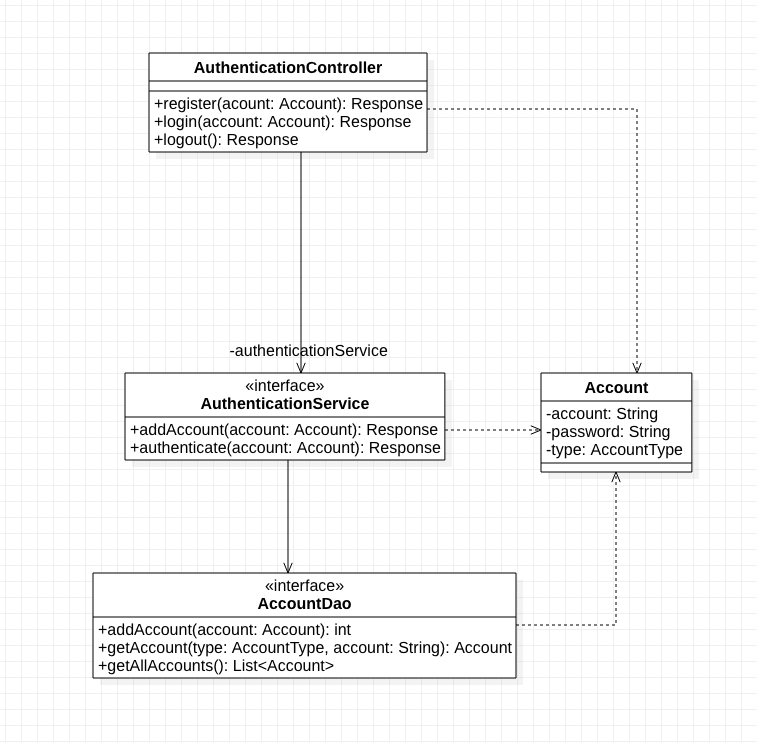 AuthenticationController
+register(acount: Account): Response
+login(account: Account): Response
+logout(): Response
-authenticationService
«interface»
AuthenticationService
+addAccount(account: Account): Response
+authenticate(account: Account): Response
Account
-account: String
-password: String
-type: AccountType
«interface»
AccountDao
+addAccount(account: Account): int
+getAccount(type: AccountType, account: String): Account
+getAllAccounts(): List<Account>